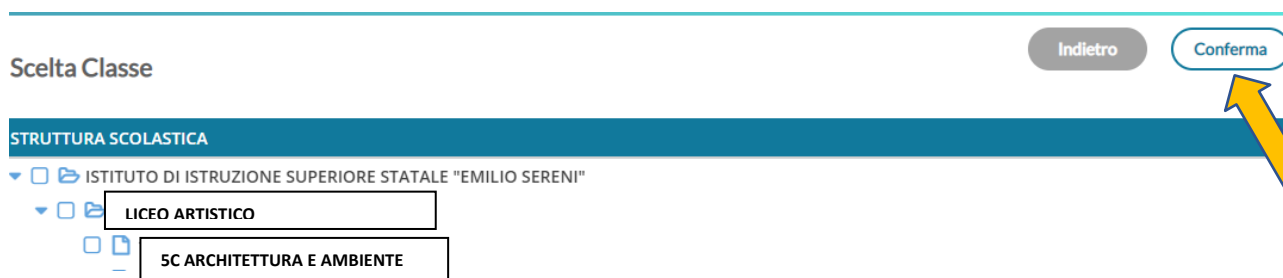 Indietro
Conferma
Scelta Classe
STRUTTURA SCOLASTICA
ISTITUTO DI ISTRUZIONE SUPERIORE STATALE "EMILIO SERENI"
LICEO ARTISTICO
5C ARCHITETTURA E AMBIENTE